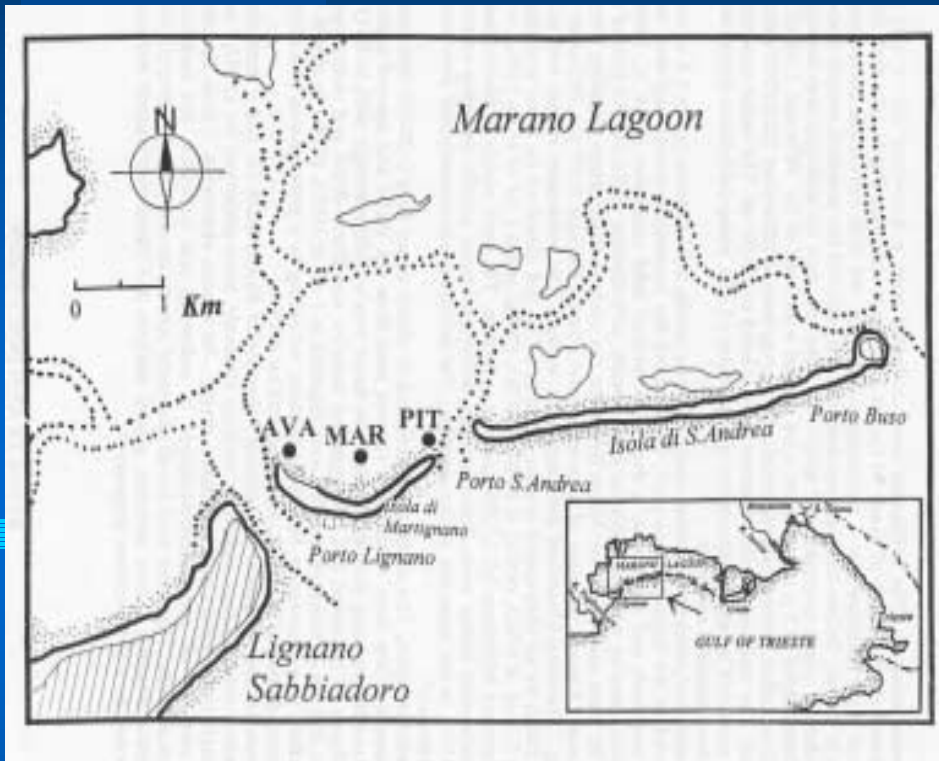 Marano Lagoon
N
0 1
Km
AVA
MAR
PIT
Isola di S.Andrea
Porto Buso
Porto S.Andrea
Isola di
Martignano
Porto Lignano
Lignano
Sabbiadoro
MARANO LAGOON
GULF OF TRIESTE